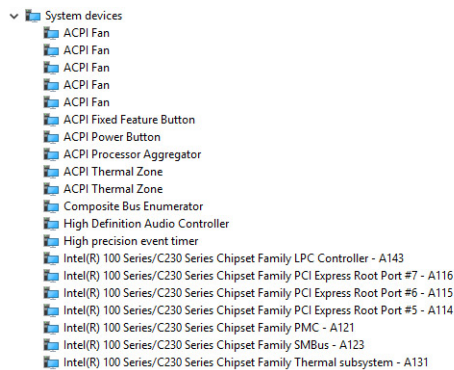 System devices
ACPI Fan
ACPI Fan
ACPI Fan
ACPI Fan
ACPI Fan
ACPI Fixed Feature Button
ACPI Power Button
ACPI Processor Aggregator
ACPI Thermal Zone
ACPI Thermal Zone
Composite Bus Enumerator
High Definition Audio Controller
High precision event timer
Intel(R) 100 Series/C230 Series Chipset Family LPC Controller - A143
Intel(R) 100 Series/C230 Series Chipset Family PCI Express Root Port #7 - A116
Intel(R) 100 Series/C230 Series Chipset Family PCI Express Root Port #6 - A115
Intel(R) 100 Series/C230 Series Chipset Family PCI Express Root Port #5 - A114
Intel(R) 100 Series/C230 Series Chipset Family PMC - A121
Intel(R) 100 Series/C230 Series Chipset Family SMBus - A123
Intel(R) 100 Series/C230 Series Chipset Family Thermal subsystem - A131